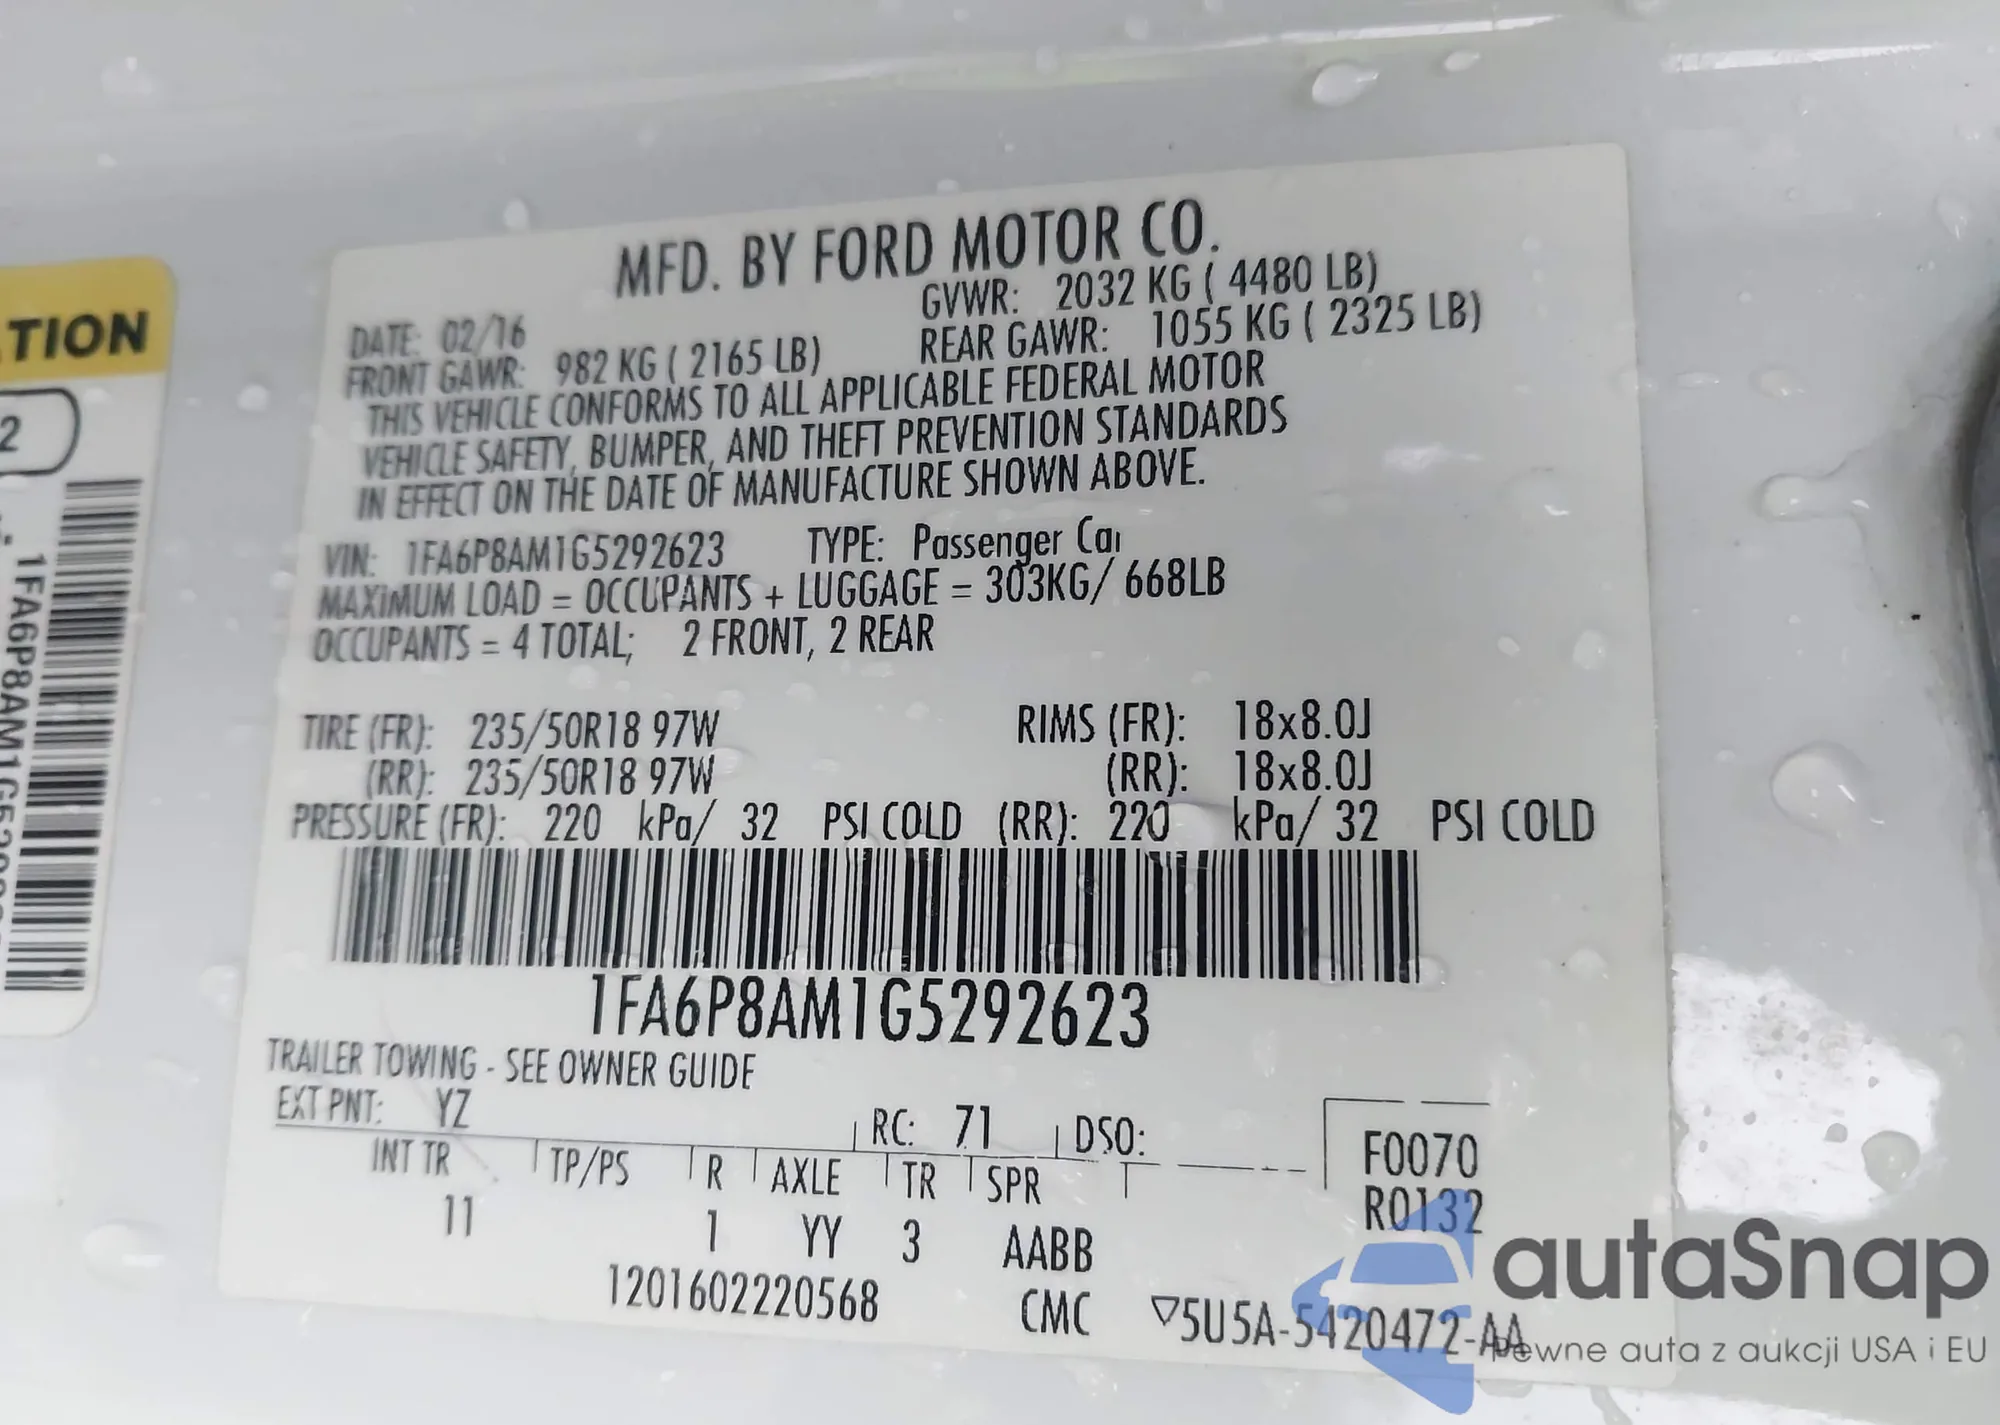 MFD. BY FORD MOTOR CO.
DATE: 02/16 GVWR: 2032 KG ( 4480 LB)
FRONT GAWR: 982 KG ( 2165 LB) REAR GAWR: 1055 KG ( 2325 LB)
THIS VEHICLE CONFORMS TO ALL APPLICABLE FEDERAL MOTOR
VEHICLE SAFETY, BUMPER, AND THEFT PREVENTION STANDARDS
IN EFFECT ON THE DATE OF MANUFACTURE SHOWN ABOVE.
VIN: 1FA6P8AM1G5292623 TYPE: Passenger Car
MAXIMUM LOAD = OCCUPANTS + LUGGAGE = 303KG/ 668LB
OCCUPANTS = 4 TOTAL; 2 FRONT, 2 REAR
TIRE (FR): 235/50R18 97W RIMS (FR): 18x8.0J
(RR): 235/50R18 97W (RR): 18x8.0J
PRESSURE (FR): 220 kPa/ 32 PSI COLD (RR): 220 kPa/ 32 PSI COLD
1FA6P8AM1G5292623
TRAILER TOWING - SEE OWNER GUIDE
EXT PNT: YZ RC: 71 DSO:
INT TR TP/PS R AXLE TR SPR
11 1 YY 3 AABB
F0070
R0132
1201602220568 CMC ▽5U5A-5420472-AA
TION
2
autaSnap
Pewne auta z aukcji USA i EU